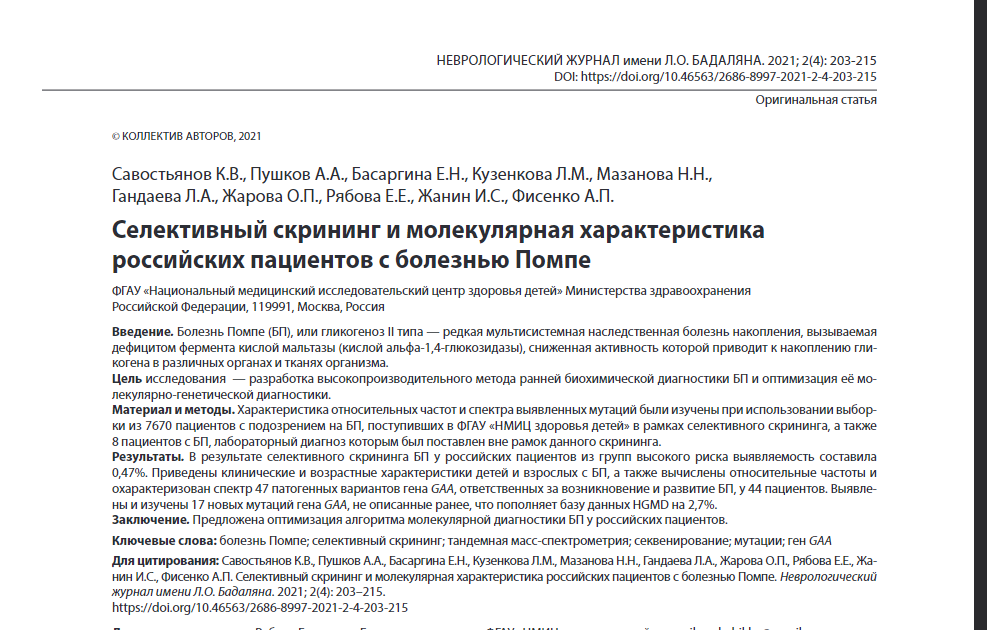 НЕВРОЛОГИЧЕСКИЙ ЖУРНАЛ имени Л.О. БАДАЛЯНА. 2021; 2(4): 203-215
DOI: https://doi.org/10.46563/2686-8997-2021-2-4-203-215
Оригинальная статья
© КОЛЛЕКТИВ АВТОРОВ, 2021
Савостьянов К.В., Пушков А.А., Басаргина Е.Н., Кузенкова Л.М., Мазанова Н.Н.,
Гандаева Л.А., Жарова О.П., Рябова Е.Е., Жанин И.С., Фисенко А.П.
Селективный скрининг и молекулярная характеристика
российских пациентов с болезнью Помпе
ФГАУ «Национальный медицинский исследовательский центр здоровья детей» Министерства здравоохранения
Российской Федерации, 119991, Москва, Россия
Введение. Болезнь Помпе (БП), или гликогеноз II типа — редкая мультисистемная наследственная болезнь накопления, вызываемая
дефицитом фермента кислой мальтазы (кислой альфа-1,4-глюкозидазы), сниженная активность которой приводит к накоплению гли-
когена в различных органах и тканях организма.
Цель исследования — разработка высокопроизводительного метода ранней биохимической диагностики БП и оптимизация её мо-
лекулярно-генетической диагностики.
Материал и методы. Характеристика относительных частот и спектра выявленных мутаций были изучены при использовании выбор-
ки из 7670 пациентов с подозрением на БП, поступивших в ФГАУ «НМИЦ здоровья детей» в рамках селективного скрининга, а также
8 пациентов с БП, лабораторный диагноз которым был поставлен вне рамок данного скрининга.
Результаты. В результате селективного скрининга БП у российских пациентов из групп высокого риска выявляемость составила
0,47%. Приведены клинические и возрастные характеристики детей и взрослых с БП, а также вычислены относительные частоты и
охарактеризован спектр 47 патогенных вариантов гена GAA, ответственных за возникновение и развитие БП, у 44 пациентов. Выявле-
ны и изучены 17 новых мутаций гена GAA, не описанные ранее, что пополняет базу данных HGMD на 2,7%.
Заключение. Предложена оптимизация алгоритма молекулярной диагностики БП у российских пациентов.
Ключевые слова: болезнь Помпе; селективный скрининг; тандемная масс-спектрометрия; секвенирование; мутации; ген GAA
Для цитирования: Савостьянов К.В., Пушков А.А., Басаргина Е.Н., Кузенкова Л.М., Мазанова Н.Н., Гандаева Л.А., Жарова О.П., Рябова Е.Е., Жа-
нин И.С., Фисенко А.П. Селективный скрининг и молекулярная характеристика российских пациентов с болезнью Помпе. Неврологический
журнал имени Л.О. Бадаляна. 2021; 2(4): 203–215.
https://doi.org/10.46563/2686-8997-2021-2-4-203-215